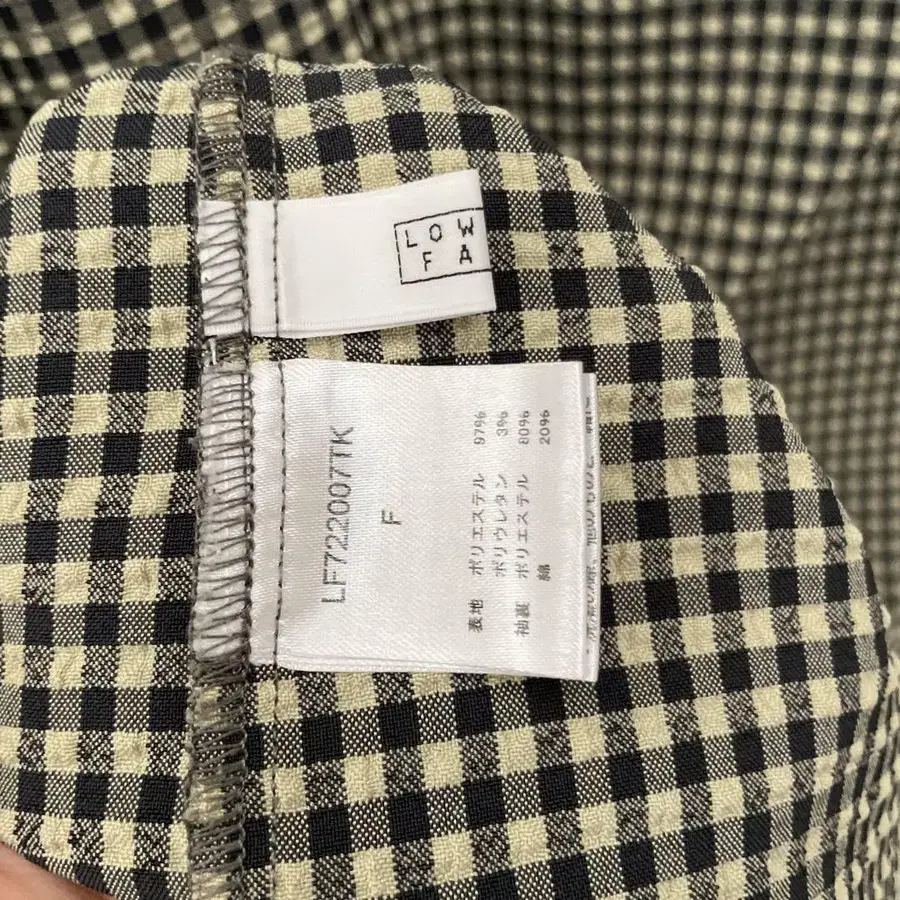 LOW
FA
LF722007TK
F
表地 ポリエステル 97%
ポリウレタン 3%
袖裏 ポリエステル 80%
綿 20%